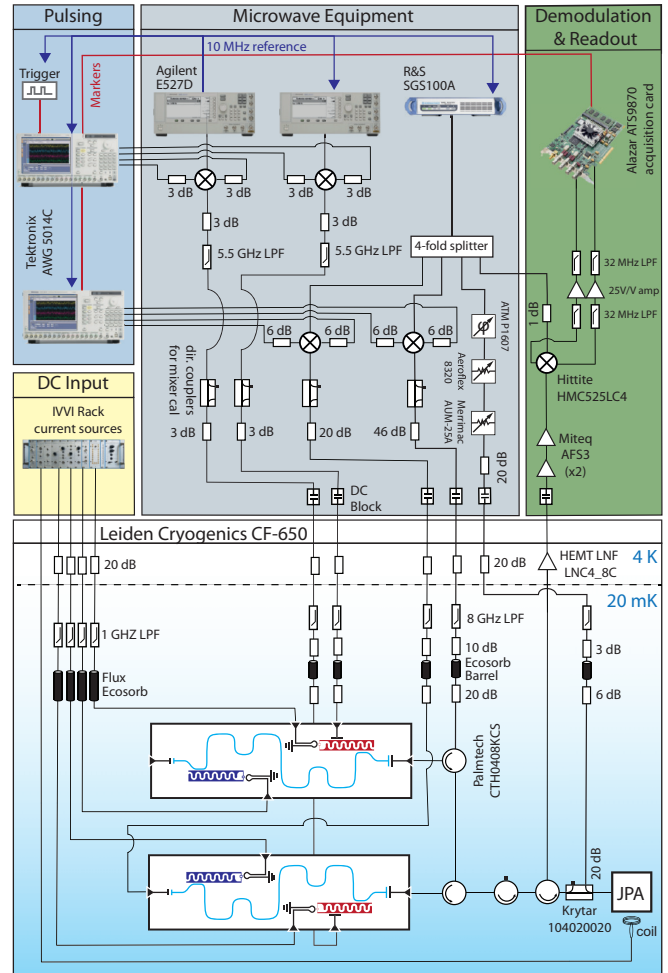 Pulsing
Microwave Equipment
Demodulation
& Readout
10 MHz reference
Trigger
Markers
Agilent
E527D
R&S
SGS100A
Alazar ATS9870
acquisition card
Tektronix
AWG 5014C
3 dB
3 dB
3 dB
3 dB
3 dB
3 dB
5.5 GHz LPF
5.5 GHz LPF
4-fold splitter
32 MHz LPF
25V/V amp
32 MHz LPF
1 dB
6 dB
6 dB
6 dB
6 dB
ATM P1607
Aeroflex
8320
Merrimac
AUM-25A
Hittite
HMC525LC4
dir. couplers
for mixer cal
DC Input
IVVI Rack
current sources
3 dB
3 dB
20 dB
46 dB
20 dB
Miteq
AFS3
(x2)
DC
Block
Leiden Cryogenics CF-650
20 dB
20 dB
HEMT LNF
LNC4_8C
4 K
20 mK
1 GHZ LPF
8 GHz LPF
10 dB
3 dB
Flux
Ecosorb
Ecosorb
Barrel
20 dB
6 dB
Palmtech
CTH0408KCS
20 dB
JPA
Krytar
104020020
coil